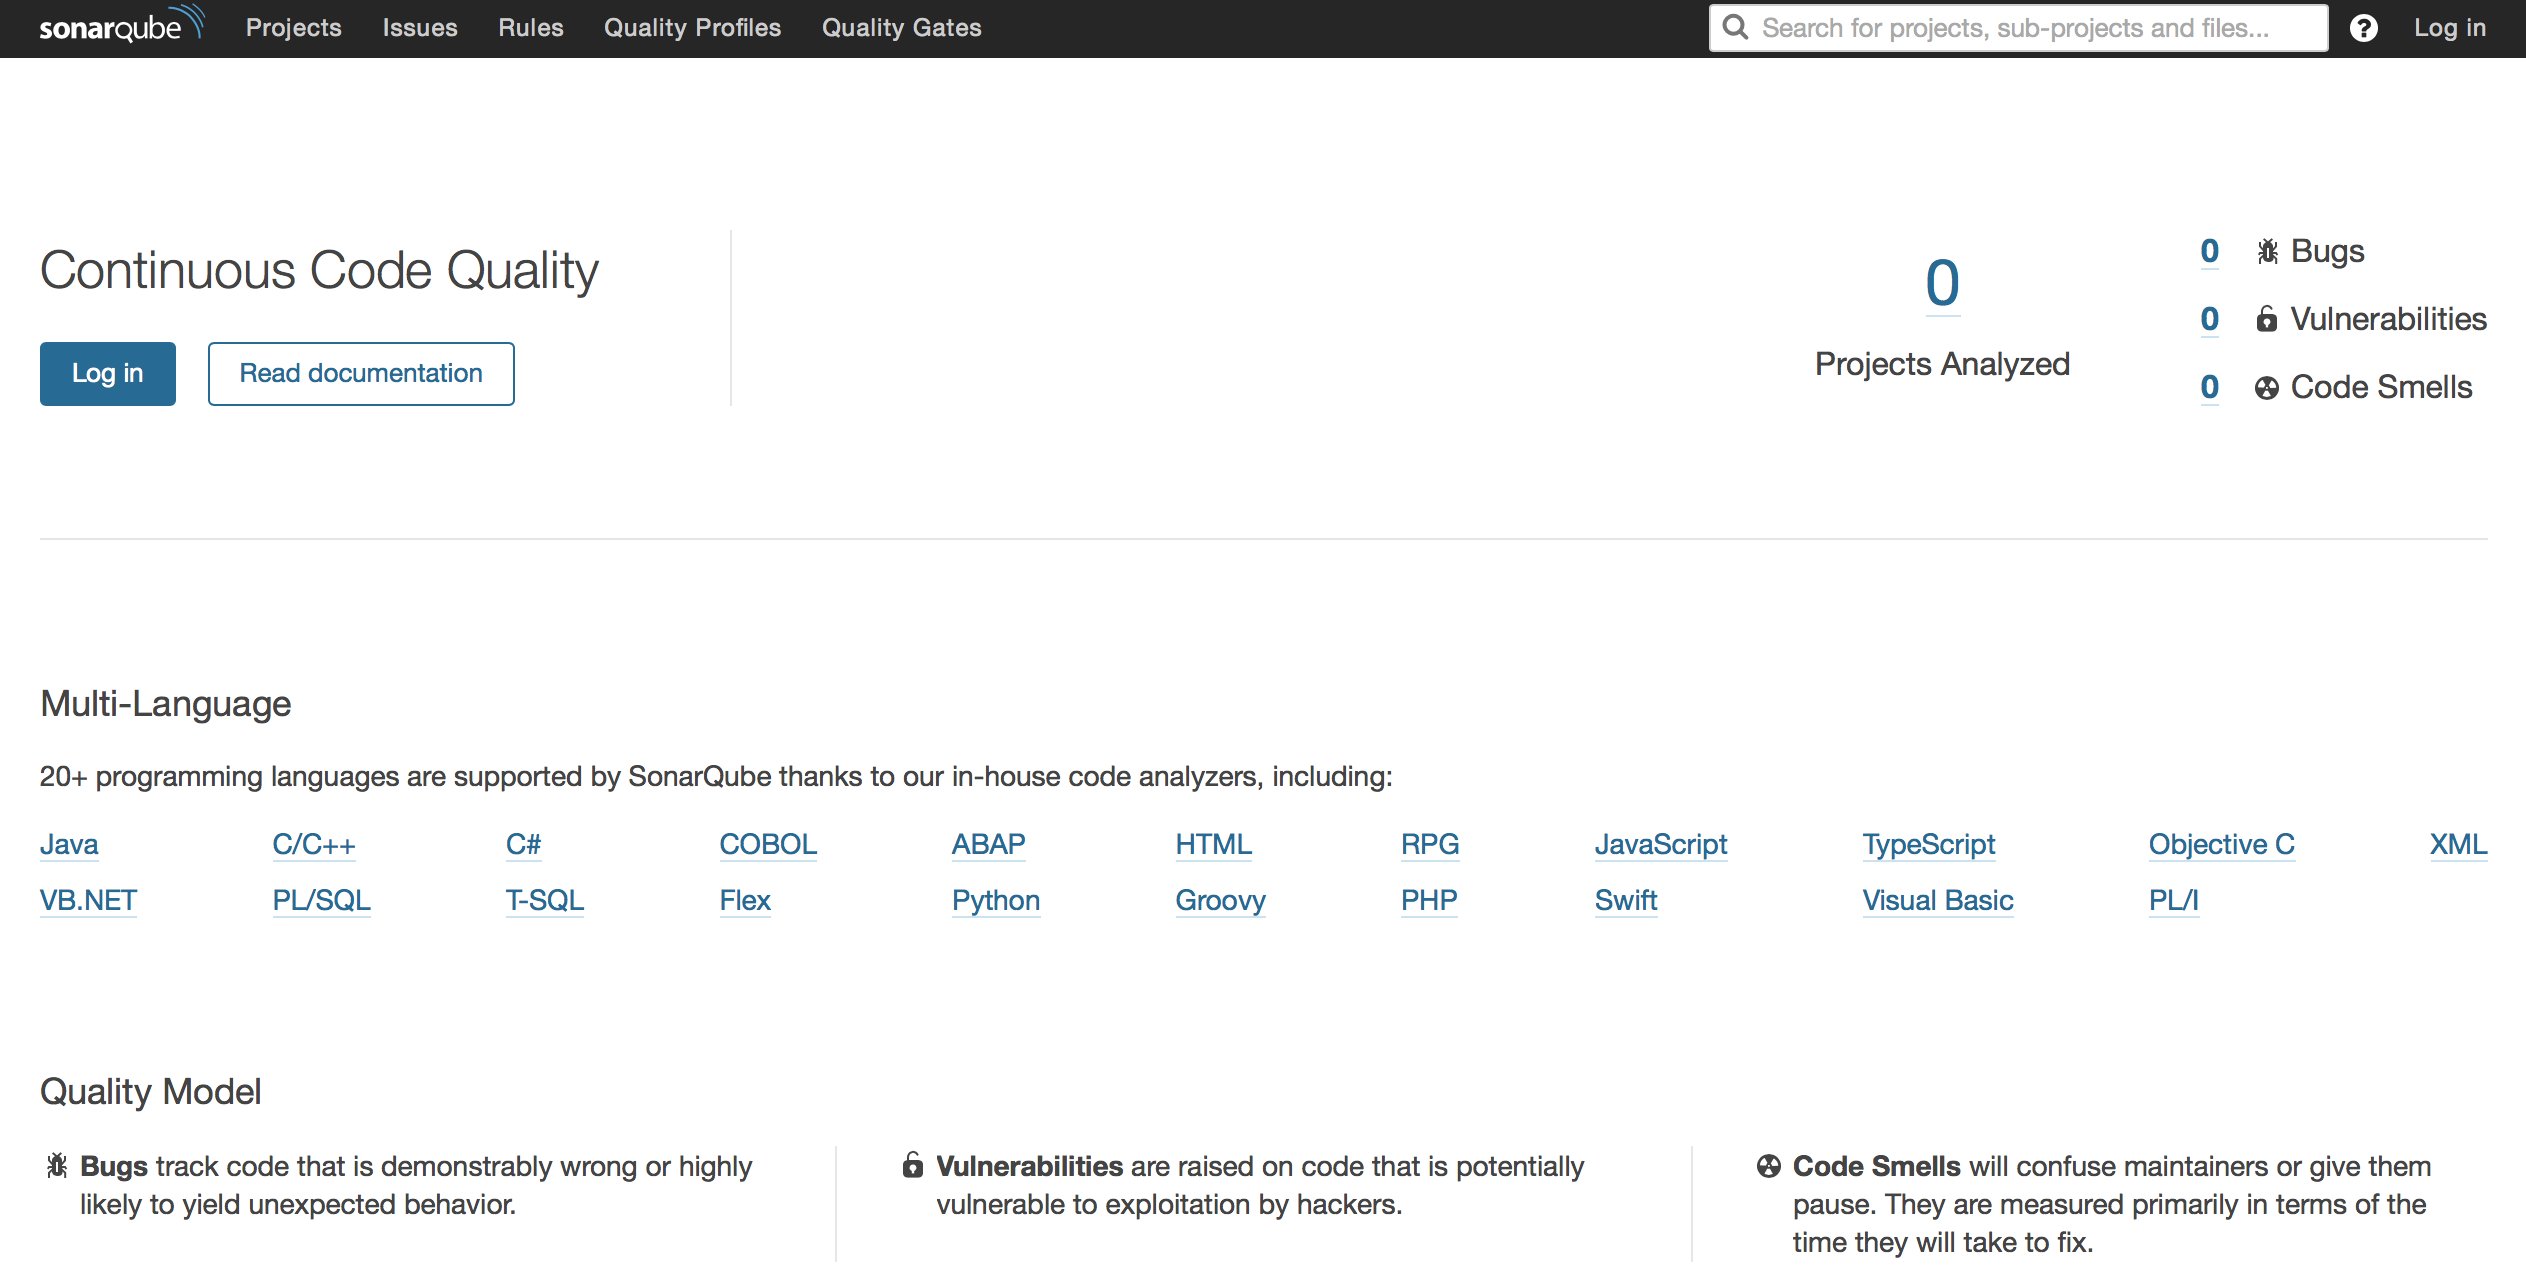 sonarqube Projects Issues Rules Quality Profiles Quality Gates Search for projects, sub-projects and files... ? Log in
Continuous Code Quality
Log in Read documentation
0
Projects Analyzed
0 Bugs
0 Vulnerabilities
0 Code Smells
Multi-Language
20+ programming languages are supported by SonarQube thanks to our in-house code analyzers, including:
Java C/C++ C# COBOL ABAP HTML RPG JavaScript TypeScript Objective C XML
VB.NET PL/SQL T-SQL Flex Python Groovy PHP Swift Visual Basic PL/I
Quality Model
Bugs track code that is demonstrably wrong or highly
likely to yield unexpected behavior.
Vulnerabilities are raised on code that is potentially
vulnerable to exploitation by hackers.
Code Smells will confuse maintainers or give them
pause. They are measured primarily in terms of the
time they will take to fix.